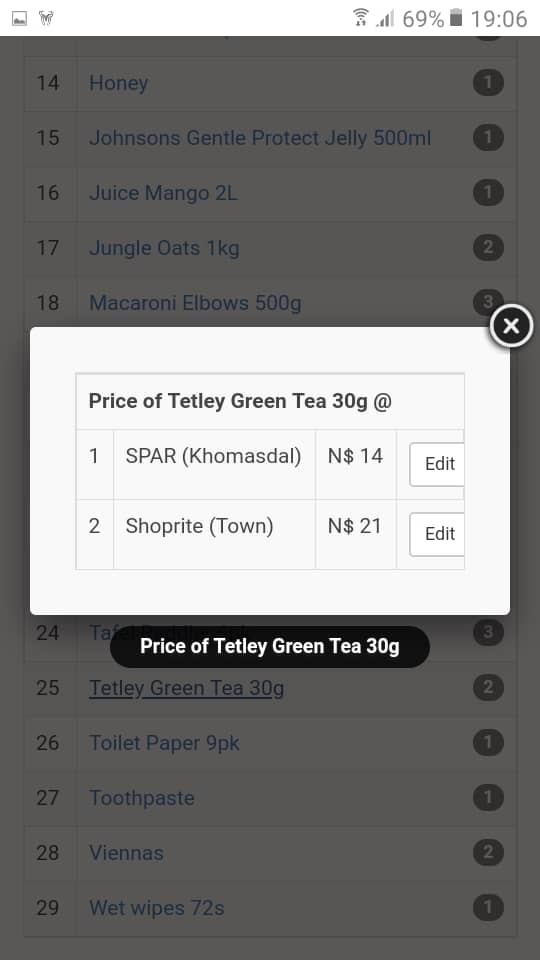 69% 19:06
14 Honey 1
15 Johnsons Gentle Protect Jelly 500ml 1
16 Juice Mango 2L 1
17 Jungle Oats 1kg 2
18 Macaroni Elbows 500g 3
Price of Tetley Green Tea 30g @
1 SPAR (Khomasdal) N$ 14 Edit
2 Shoprite (Town) N$ 21 Edit
24 3
Price of Tetley Green Tea 30g
25 Tetley Green Tea 30g 2
26 Toilet Paper 9pk 1
27 Toothpaste 1
28 Viennas 2
29 Wet wipes 72s 1